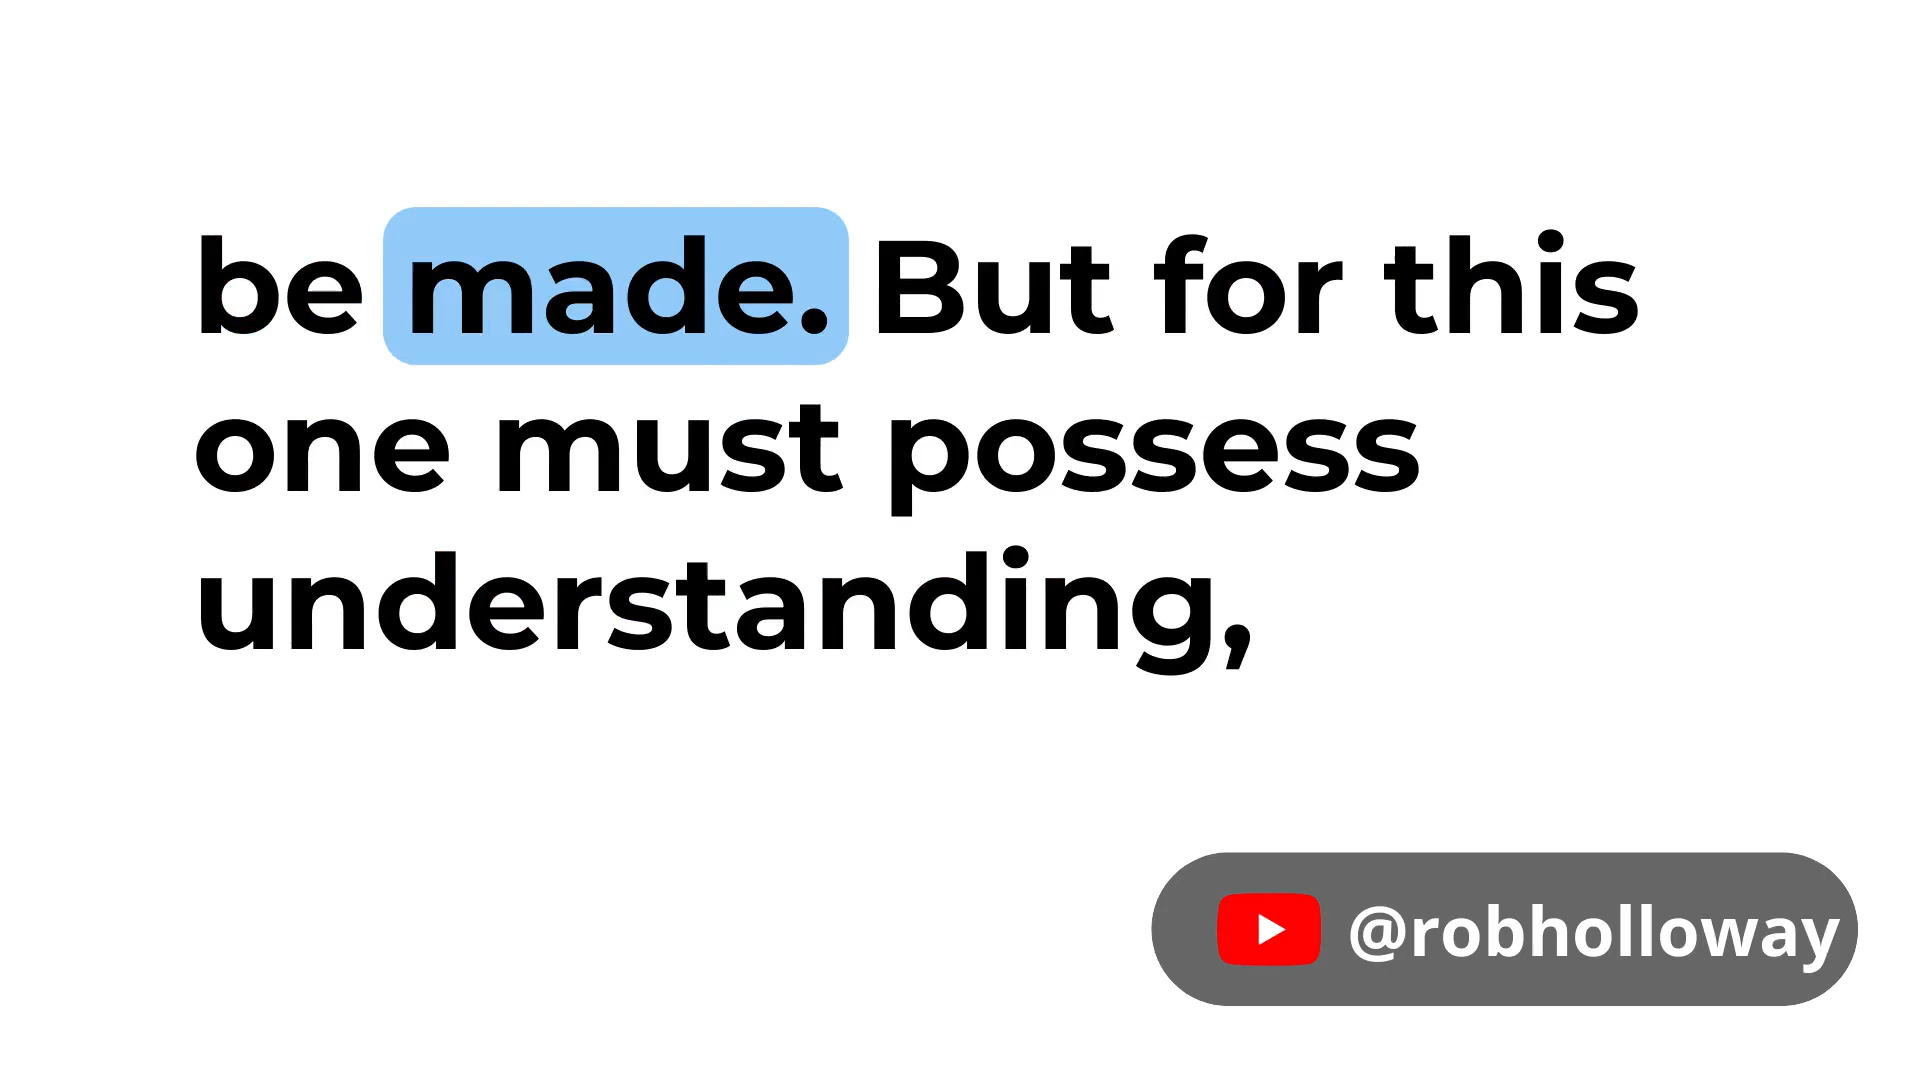 be made. But for this
one must possess
understanding,
@robholloway